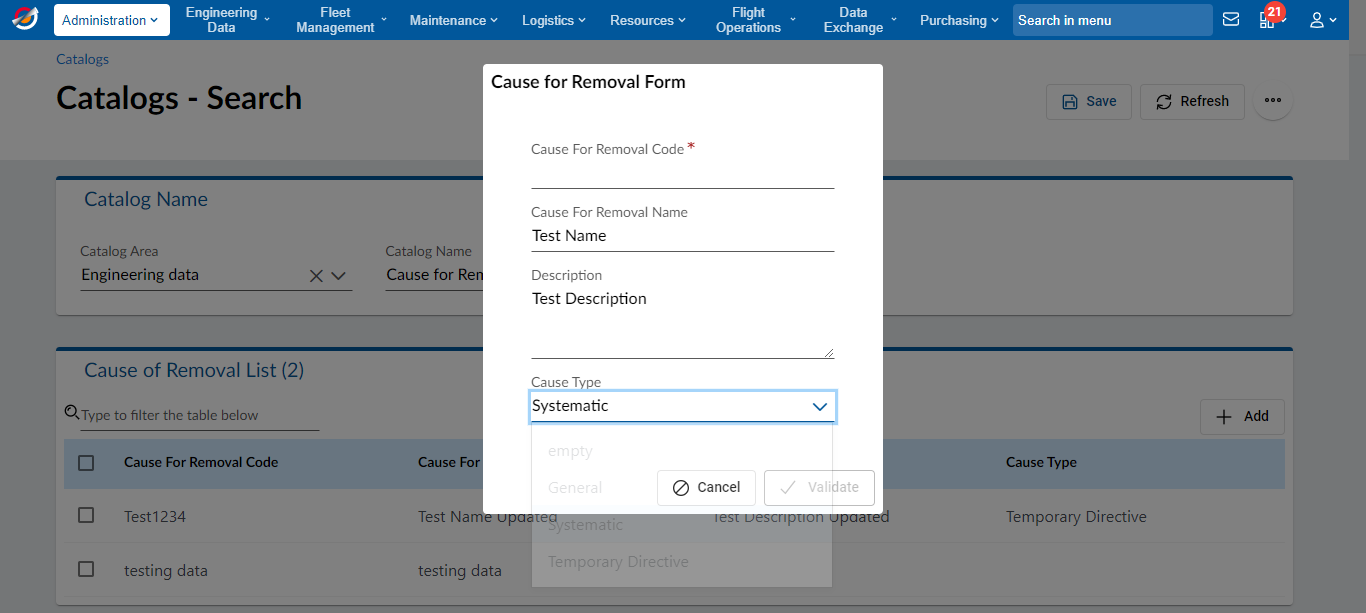 Administration
Engineering
Data
Fleet
Management
Maintenance
Logistics
Resources
Flight
Operations
Data
Exchange
Purchasing
Search in menu
21
Catalogs
Catalogs - Search
Save
Refresh
Catalog Name
Catalog Area
Engineering data
Catalog Name
Cause for Rem
Cause for Removal Form
Cause For Removal Code *
Cause For Removal Name
Test Name
Description
Test Description
Cause Type
Systematic
empty
General
Systematic
Temporary Directive
Cancel
Validate
Cause of Removal List (2)
Type to filter the table below
Add
Cause For Removal Code
Cause For
Cause Type
Test1234
Test Name Updated
Test Description Updated
Temporary Directive
testing data
testing data